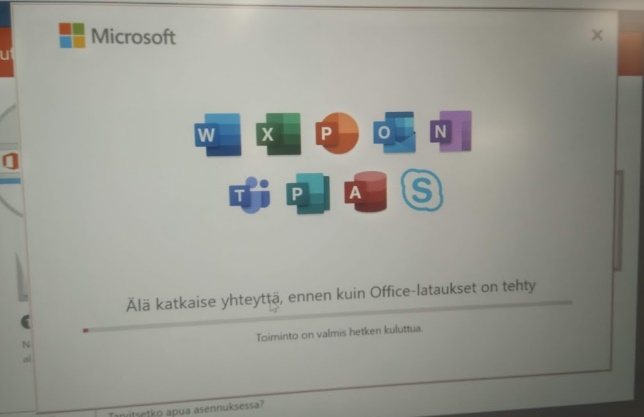 Microsoft
W X P O N
T P A S
Älä katkaise yhteyttä, ennen kuin Office-lataukset on tehty
Toiminto on valmis hetken kuluttua.
Tarvitsetko apua asennuksessa?